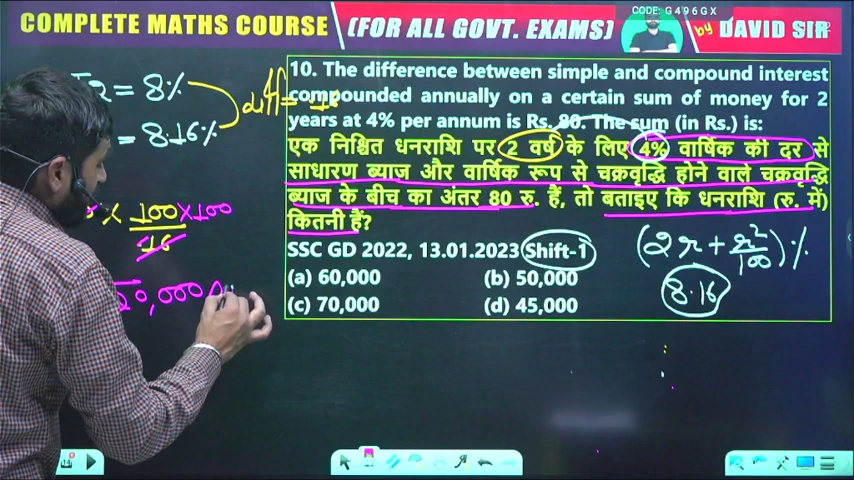 CODE: G496GX
COMPLETE MATHS COURSE (FOR ALL GOVT. EXAMS) by DAVID SIR
= 8%
= 8.16%
diff =
10. The difference between simple and compound interest
compounded annually on a certain sum of money for 2
years at 4% per annum is Rs. 80. The sum (in Rs.) is:
एक निश्चित धनराशि पर 2 वर्ष के लिए 4% वार्षिक की दर से
साधारण ब्याज और वार्षिक रूप से चक्रवृद्धि होने वाले चक्रवृद्धि
ब्याज के बीच का अंतर 80 रु. हैं, तो बताइए कि धनराशि (रु. में)
कितनी हैं?
SSC GD 2022, 13.01.2023 Shift-1
(a) 60,000 (b) 50,000
(c) 70,000 (d) 45,000
× 100 × 100
16
(2r + r²/100)%
8.16